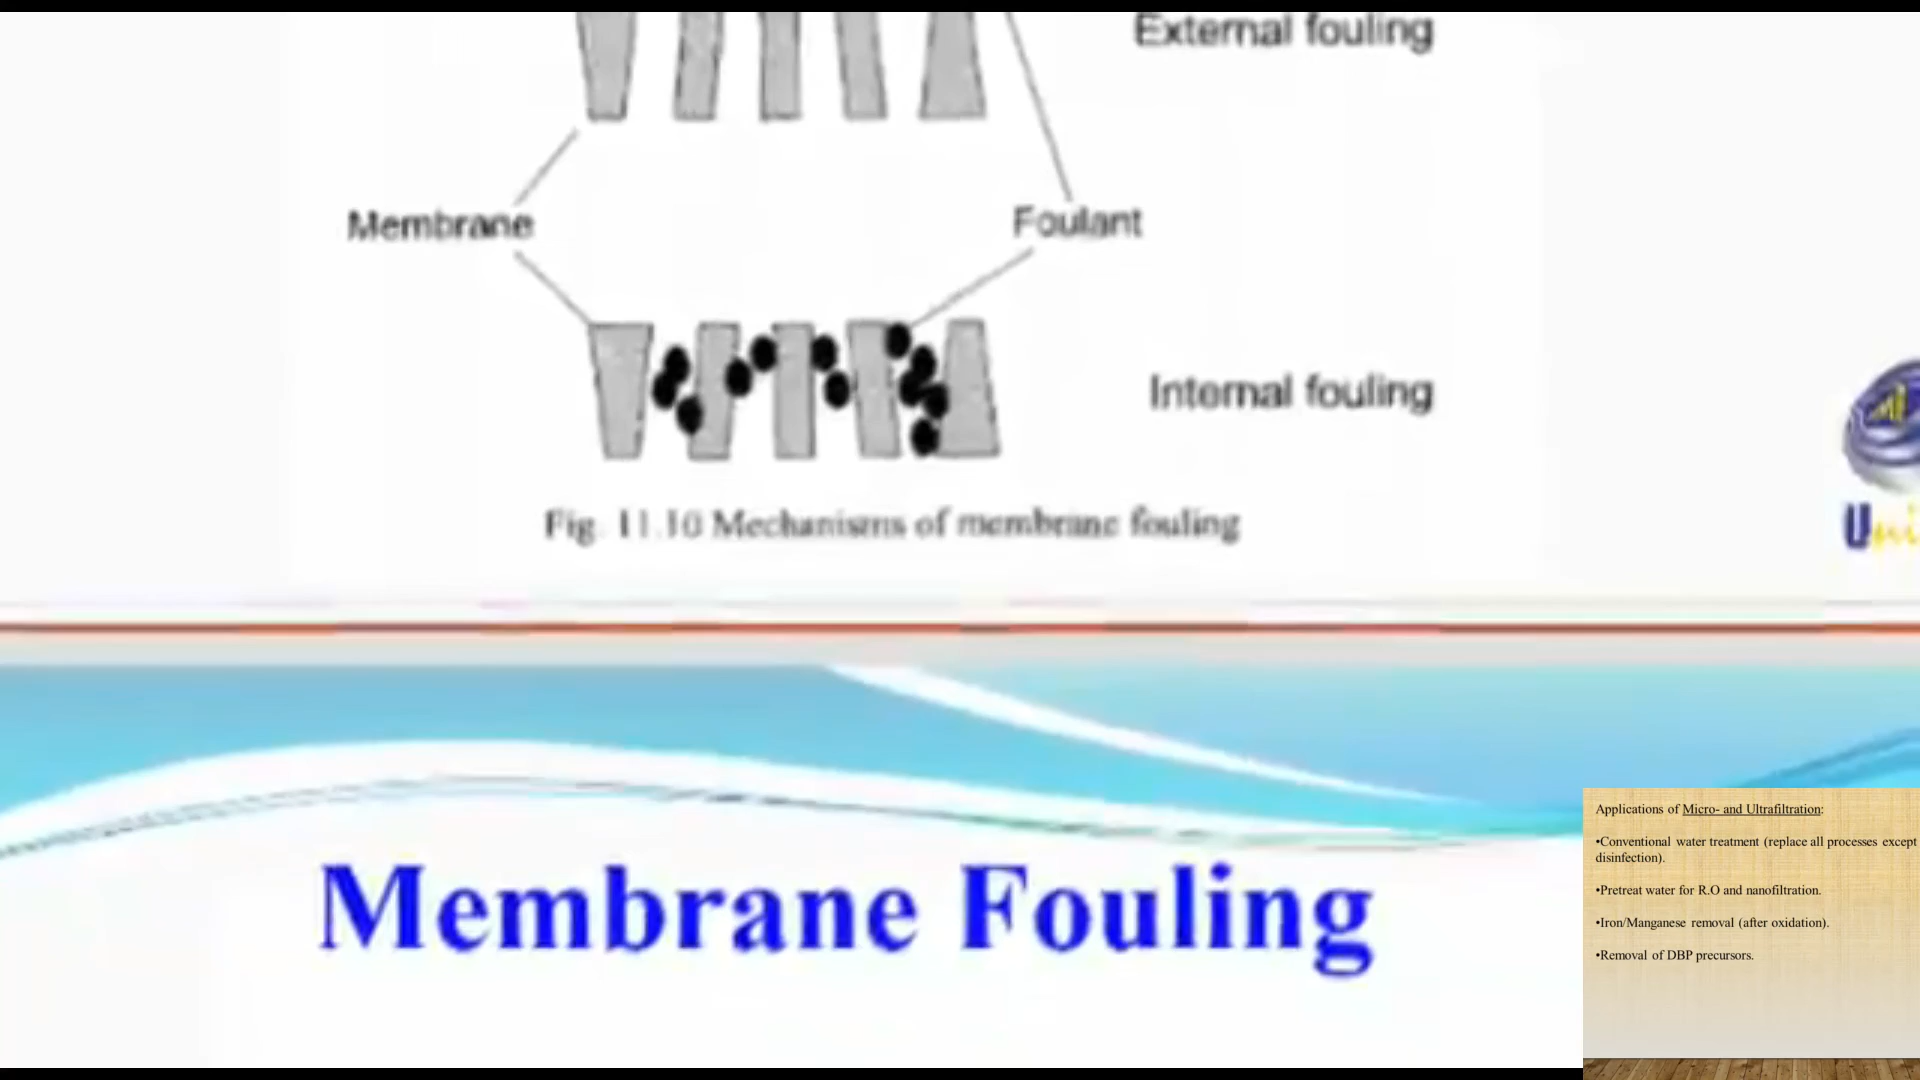 External fouling
Membrane
Foulant
Internal fouling
Fig. 11.10 Mechanisms of membrane fouling
Membrane Fouling
Applications of Micro- and Ultrafiltration:
•Conventional water treatment (replace all processes except
disinfection).
•Pretreat water for R.O and nanofiltration.
•Iron/Manganese removal (after oxidation).
•Removal of DBP precursors.